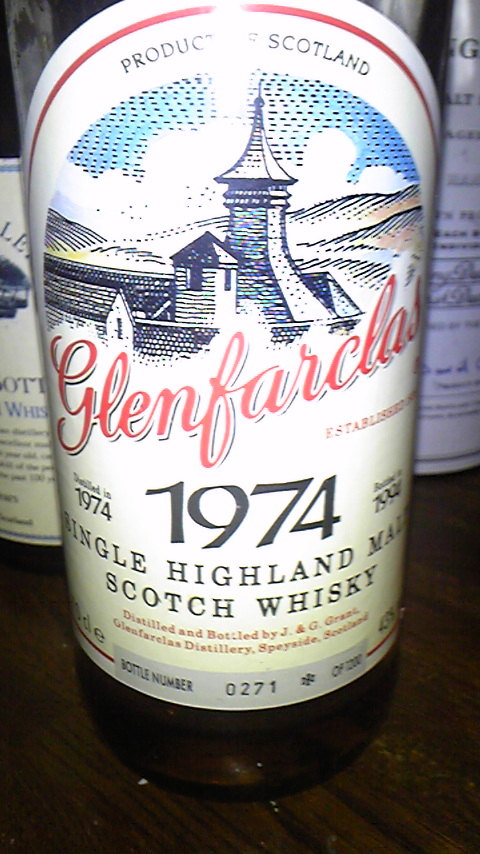 PRODUCT OF SCOTLAND
Glenfarclas
ESTABLISHED
Distilled in
1974
1974
Bottled in
SINGLE HIGHLAND MALT
SCOTCH WHISKY
Distilled and Bottled by J. & G. Grant,
Glenfarclas Distillery, Speyside, Scotland
BOTTLE NUMBER 0271 OF 1200